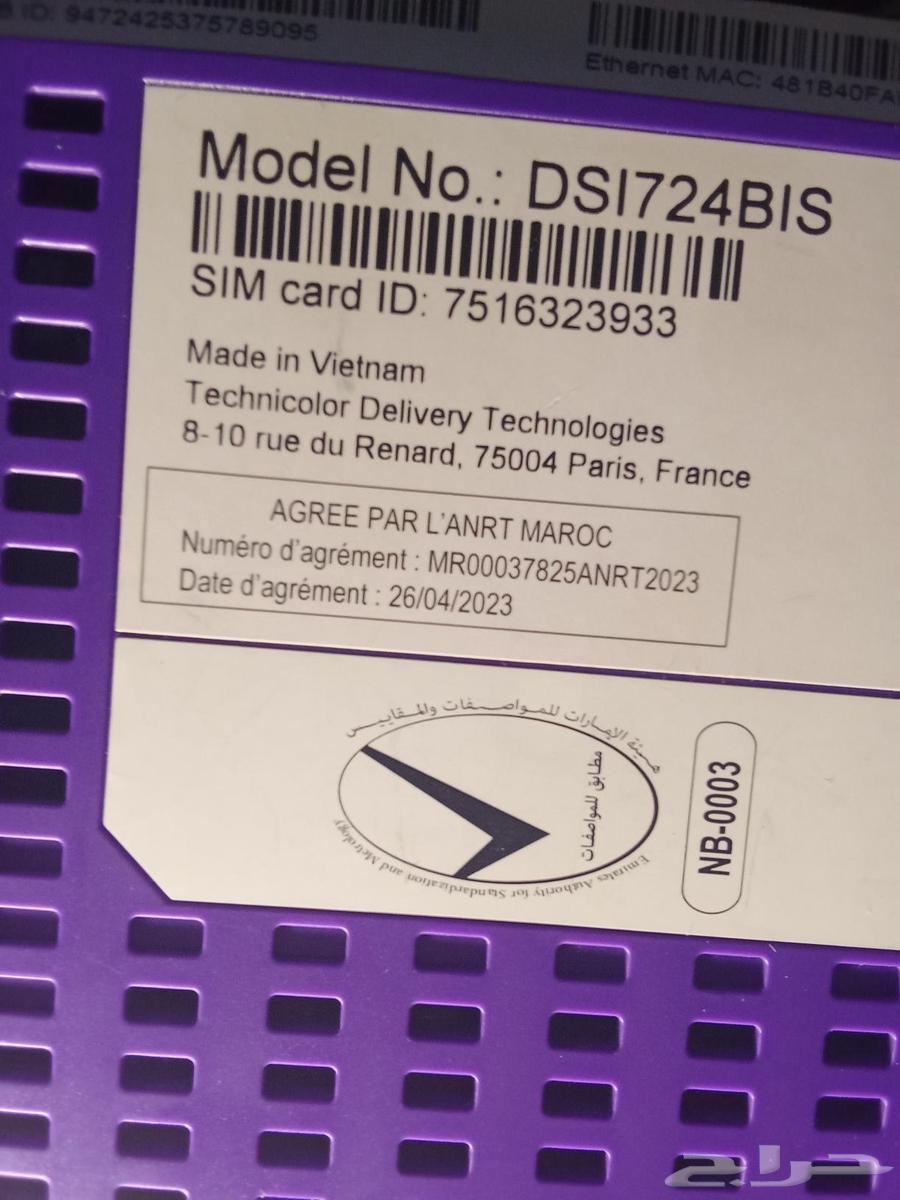 ID: 9472425375789095
Ethernet MAC: 481B40FA
Model No.: DSI724BIS
SIM card ID: 7516323933
Made in Vietnam
Technicolor Delivery Technologies
8-10 rue du Renard, 75004 Paris, France
AGREE PAR L'ANRT MAROC
Numéro d'agrément : MR00037825ANRT2023
Date d'agrément : 26/04/2023
هيئة الإمارات للمواصفات والمقاييس
مطابق للمواصفات
Emirates Authority for Standardization and Metrology
NB-0003
حراج